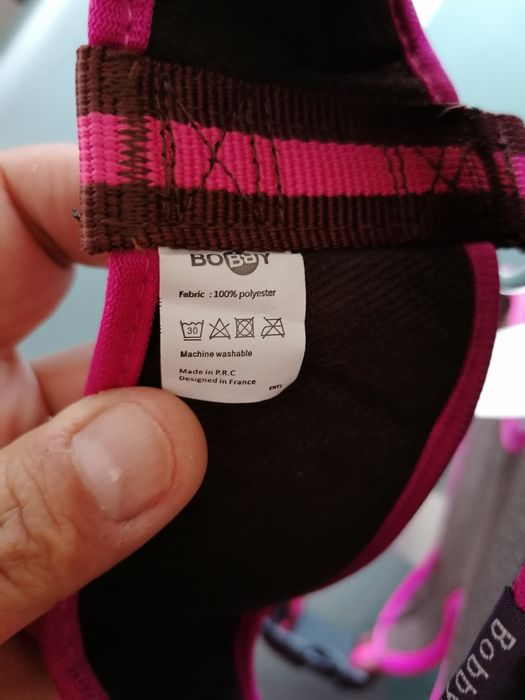 BOBBY
Fabric : 100% polyester
30
Machine washable
Made in P.R.C
Designed in France
Bobby